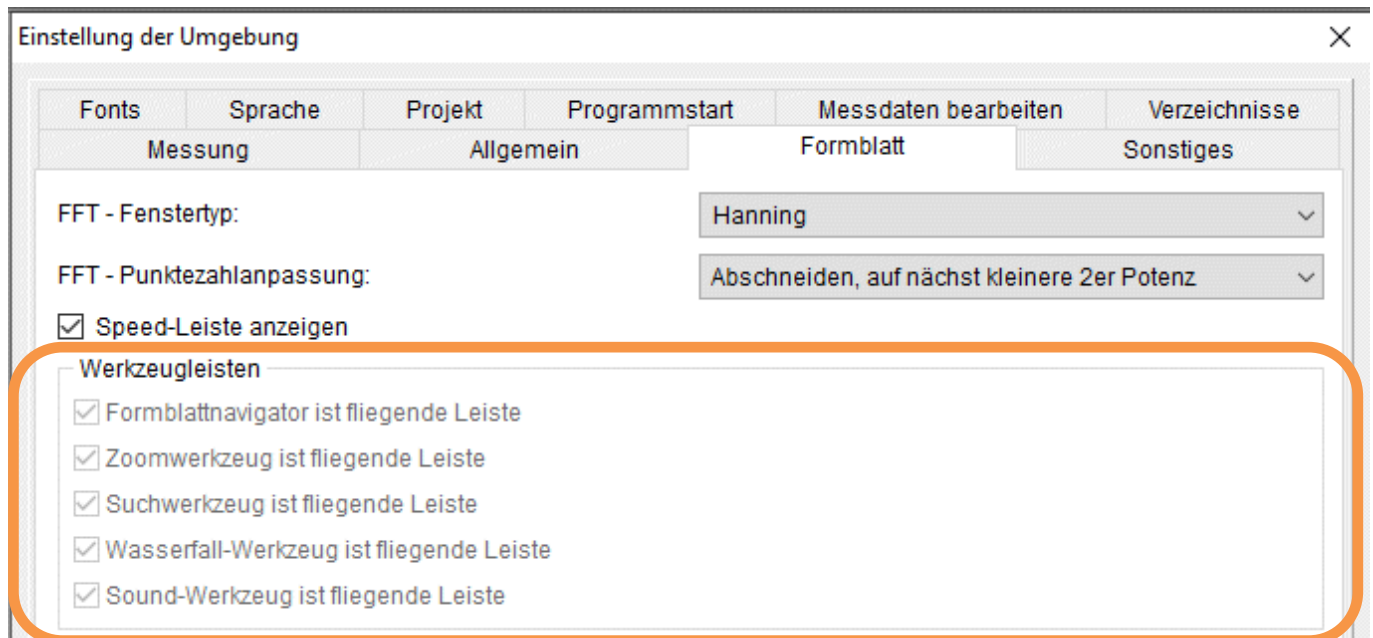 Einstellung der Umgebung
Fonts Sprache Projekt Programmstart Messdaten bearbeiten Verzeichnisse
Messung Allgemein Formblatt Sonstiges
FFT - Fenstertyp: Hanning
FFT - Punktezahlanpassung: Abschneiden, auf nächst kleinere 2er Potenz
Speed-Leiste anzeigen
Werkzeugleisten
Formblattnavigator ist fliegende Leiste
Zoomwerkzeug ist fliegende Leiste
Suchwerkzeug ist fliegende Leiste
Wasserfall-Werkzeug ist fliegende Leiste
Sound-Werkzeug ist fliegende Leiste